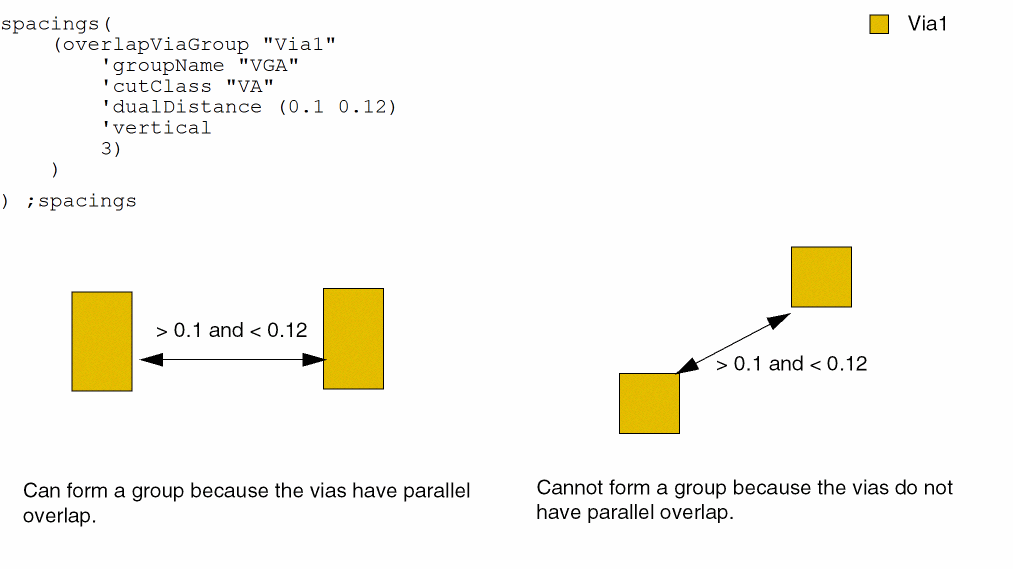 spacings(
(overlapViaGroup "Via1"
'groupName "VGA"
'cutClass "VA"
'dualDistance (0.1 0.12)
'vertical
3)
)
) ;spacings
Via1
> 0.1 and < 0.12
> 0.1 and < 0.12
Can form a group because the vias have parallel
overlap.
Cannot form a group because the vias do not
have parallel overlap.